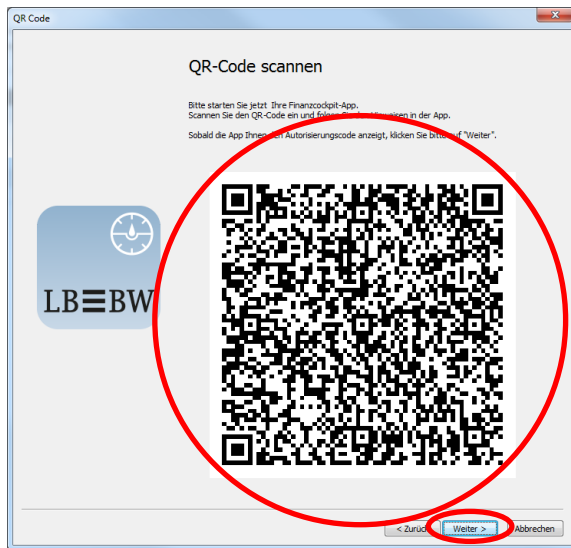 QR Code
QR-Code scannen
Bitte starten Sie jetzt Ihre Finanzcockpit-App.
Scannen Sie den QR-Code ein und folgen Sie den Hinweisen in der App.
Sobald die App Ihnen den Autorisierungscode anzeigt, klicken Sie bitte auf "Weiter".
LB≡BW
< Zurück
Weiter >
Abbrechen